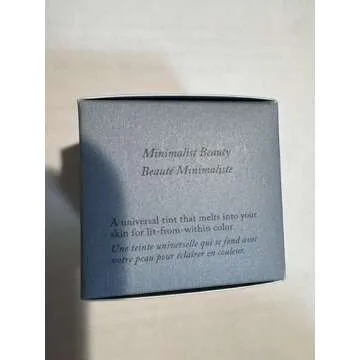 Minimalist Beauty
Beauté Minimaliste
A universal tint that melts into your
skin for lit-from-within color.
Une teinte universelle qui se fond avec
votre peau pour éclairer en couleur.